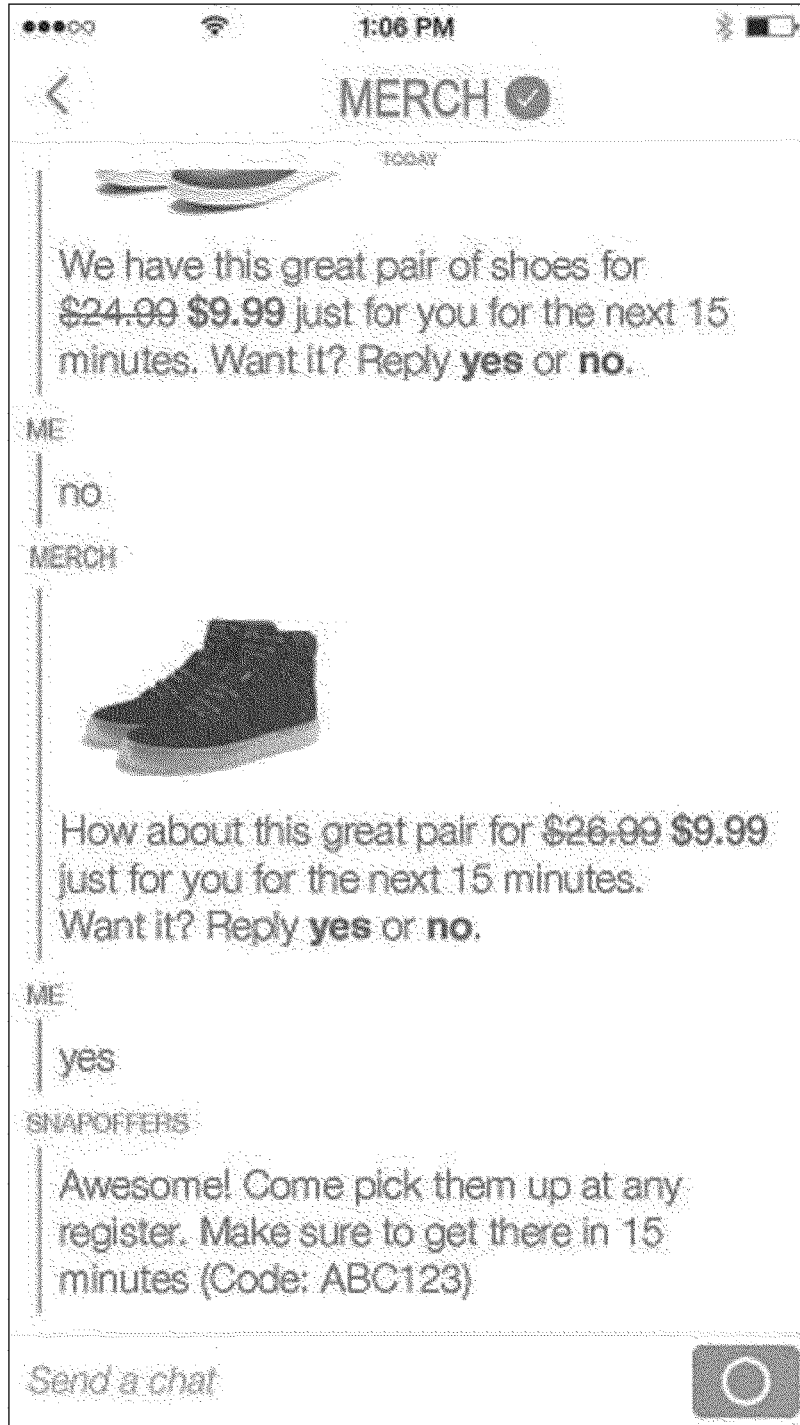 1:06 PM
MERCH
TODAY
We have this great pair of shoes for
$24.99 $9.99 just for you for the next 15
minutes. Want it? Reply yes or no.
ME
no
MERCH
How about this great pair for $26.99 $9.99
just for you for the next 15 minutes.
Want it? Reply yes or no.
ME
yes
SNAPOFFERS
Awesome! Come pick them up at any
register. Make sure to get there in 15
minutes (Code: ABC123)
Send a chat